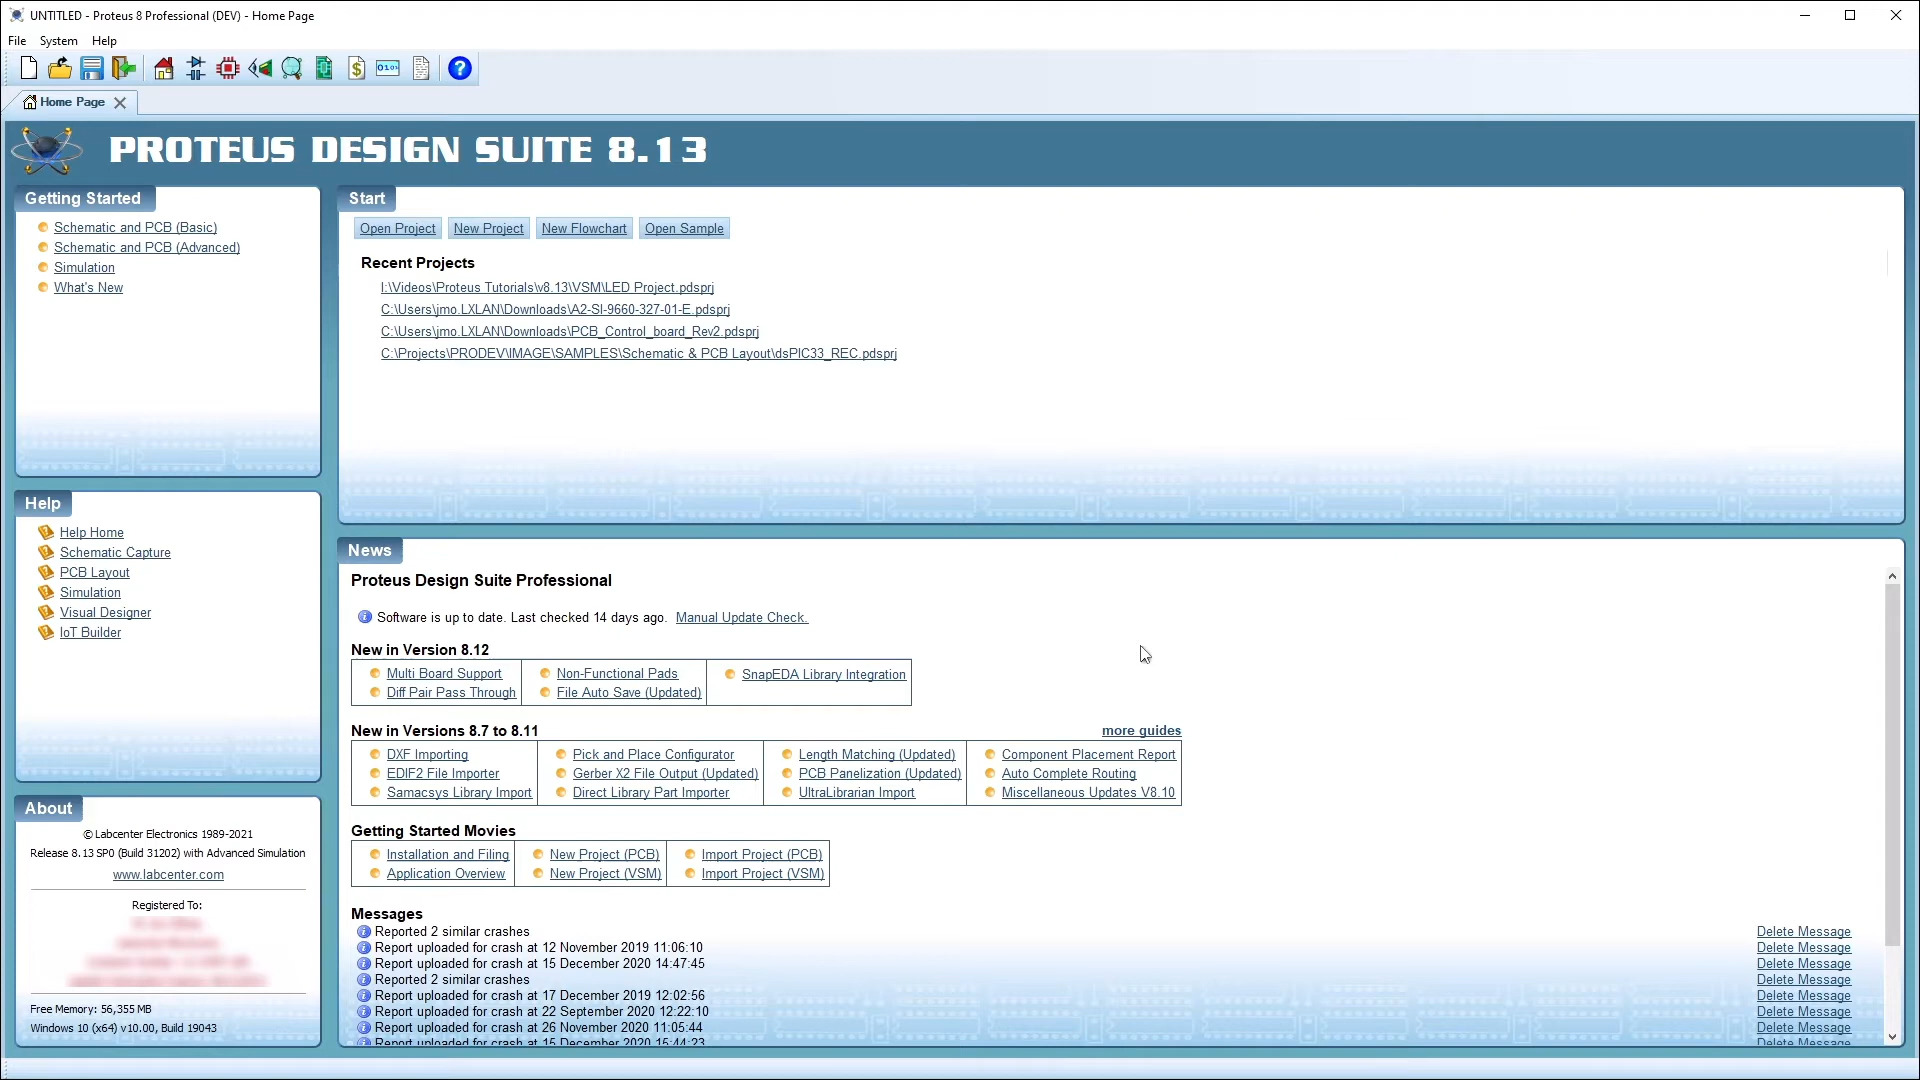 UNTITLED - Proteus 8 Professional (DEV) - Home Page
File System Help
Home Page
PROTEUS DESIGN SUITE 8.13
Getting Started
Schematic and PCB (Basic)
Schematic and PCB (Advanced)
Simulation
What's New
Start
Open Project New Project New Flowchart Open Sample
Recent Projects
I:\Videos\Proteus Tutorials\v8.13\VSM\LED Project.pdsprj
C:\Users\jmo.LXLAN\Downloads\A2-SI-9660-327-01-E.pdsprj
C:\Users\jmo.LXLAN\Downloads\PCB_Control_board_Rev2.pdsprj
C:\Projects\PRODEV\IMAGE\SAMPLES\Schematic & PCB Layout\dsPIC33_REC.pdsprj
Help
Help Home
Schematic Capture
PCB Layout
Simulation
Visual Designer
IoT Builder
News
Proteus Design Suite Professional
Software is up to date. Last checked 14 days ago. Manual Update Check.
New in Version 8.12
Multi Board Support Non-Functional Pads SnapEDA Library Integration
Diff Pair Pass Through File Auto Save (Updated)
New in Versions 8.7 to 8.11 more guides
DXF Importing Pick and Place Configurator Length Matching (Updated) Component Placement Report
EDIF2 File Importer Gerber X2 File Output (Updated) PCB Panelization (Updated) Auto Complete Routing
Samacsys Library Import Direct Library Part Importer UltraLibrarian Import Miscellaneous Updates V8.10
Getting Started Movies
Installation and Filing New Project (PCB) Import Project (PCB)
Application Overview New Project (VSM) Import Project (VSM)
Messages
Reported 2 similar crashes Delete Message
Report uploaded for crash at 12 November 2019 11:06:10 Delete Message
Report uploaded for crash at 15 December 2020 14:47:45 Delete Message
Reported 2 similar crashes Delete Message
Report uploaded for crash at 17 December 2019 12:02:56 Delete Message
Report uploaded for crash at 22 September 2020 12:22:10 Delete Message
Report uploaded for crash at 26 November 2020 11:05:44 Delete Message
Report uploaded for crash at 15 December 2020 15:44:23 Delete Message
About
© Labcenter Electronics 1989-2021
Release 8.13 SP0 (Build 31202) with Advanced Simulation
www.labcenter.com
Registered To:
Free Memory: 56,355 MB
Windows 10 (x64) v10.00, Build 19043